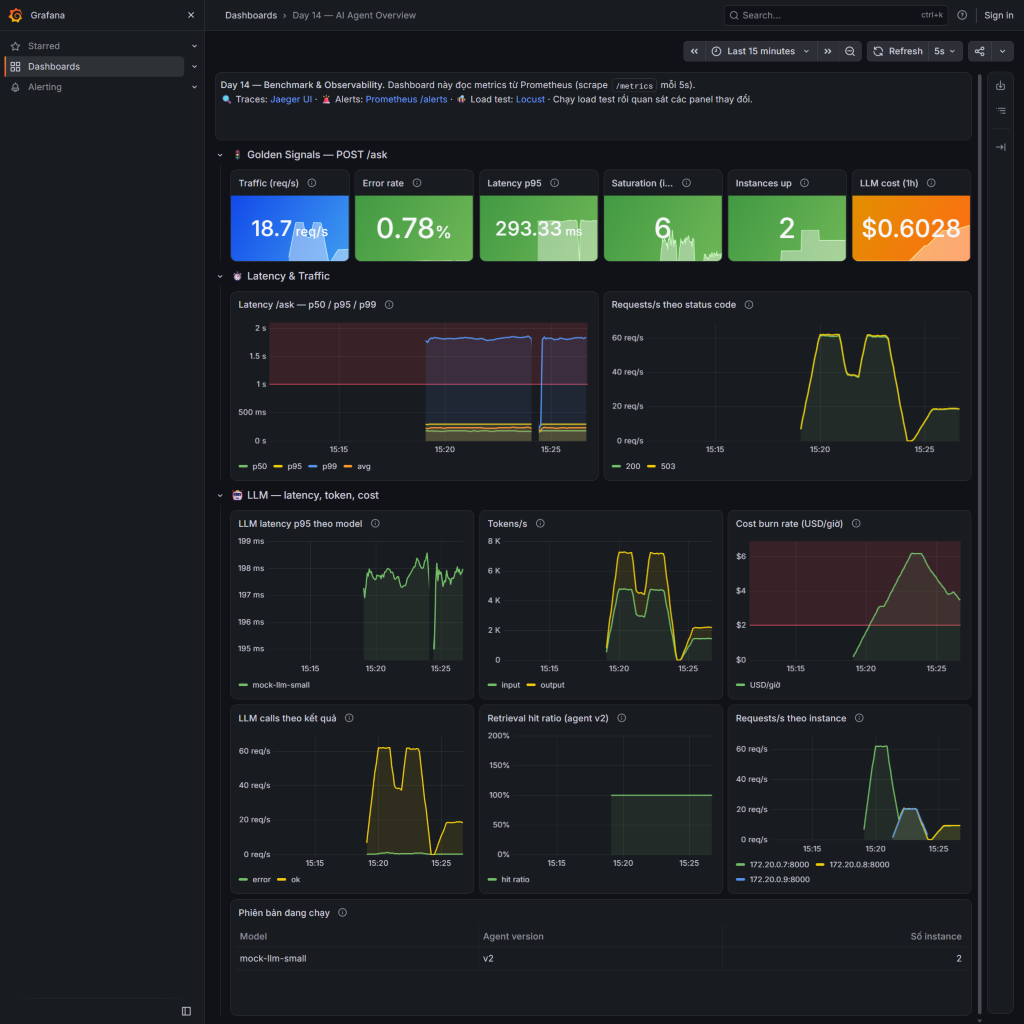 Grafana
Dashboards › Day 14 — AI Agent Overview
Search...
ctrl+k
Sign in
Starred
Dashboards
Alerting
Last 15 minutes
Refresh
5s
Day 14 — Benchmark & Observability. Dashboard này đọc metrics từ Prometheus (scrape /metrics mỗi 5s).
Traces: Jaeger UI · Alerts: Prometheus /alerts · Load test: Locust · Chạy load test rồi quan sát các panel thay đổi.
Golden Signals — POST /ask
Traffic (req/s)
18.7 req/s
Error rate
0.78%
Latency p95
293.33 ms
Saturation (i...
6
Instances up
2
LLM cost (1h)
$0.6028
Latency & Traffic
Latency /ask — p50 / p95 / p99
2 s
1.5 s
1 s
500 ms
0 s
15:15
15:20
15:25
p50
p95
p99
avg
Requests/s theo status code
60 req/s
40 req/s
20 req/s
0 req/s
15:15
15:20
15:25
200
503
LLM — latency, token, cost
LLM latency p95 theo model
199 ms
198 ms
197 ms
196 ms
195 ms
15:15
15:20
15:25
mock-llm-small
Tokens/s
8 K
6 K
4 K
2 K
0
15:15
15:20
15:25
input
output
Cost burn rate (USD/giờ)
$6
$4
$2
$0
15:15
15:20
15:25
USD/giờ
LLM calls theo kết quả
60 req/s
40 req/s
20 req/s
0 req/s
15:15
15:20
15:25
error
ok
Retrieval hit ratio (agent v2)
200%
150%
100%
50%
0%
15:15
15:20
15:25
hit ratio
Requests/s theo instance
60 req/s
40 req/s
20 req/s
0 req/s
15:15
15:20
15:25
172.20.0.7:8000
172.20.0.8:8000
172.20.0.9:8000
Phiên bản đang chạy
Model
Agent version
Số instance
mock-llm-small
v2
2